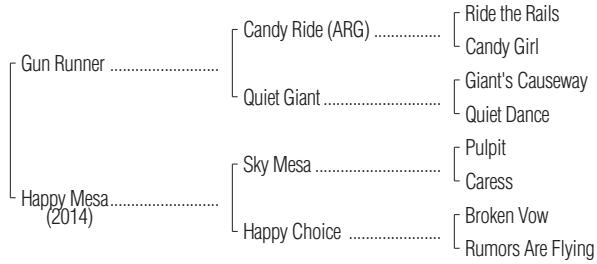 Ride the Rails
Candy Ride (ARG) ................
Candy Girl
Gun Runner ..........................
Giant's Causeway
Quiet Giant ............................
Quiet Dance
Pulpit
Sky Mesa ..............................
Caress
Happy Mesa..........................
(2014)
Broken Vow
Happy Choice ......................
Rumors Are Flying